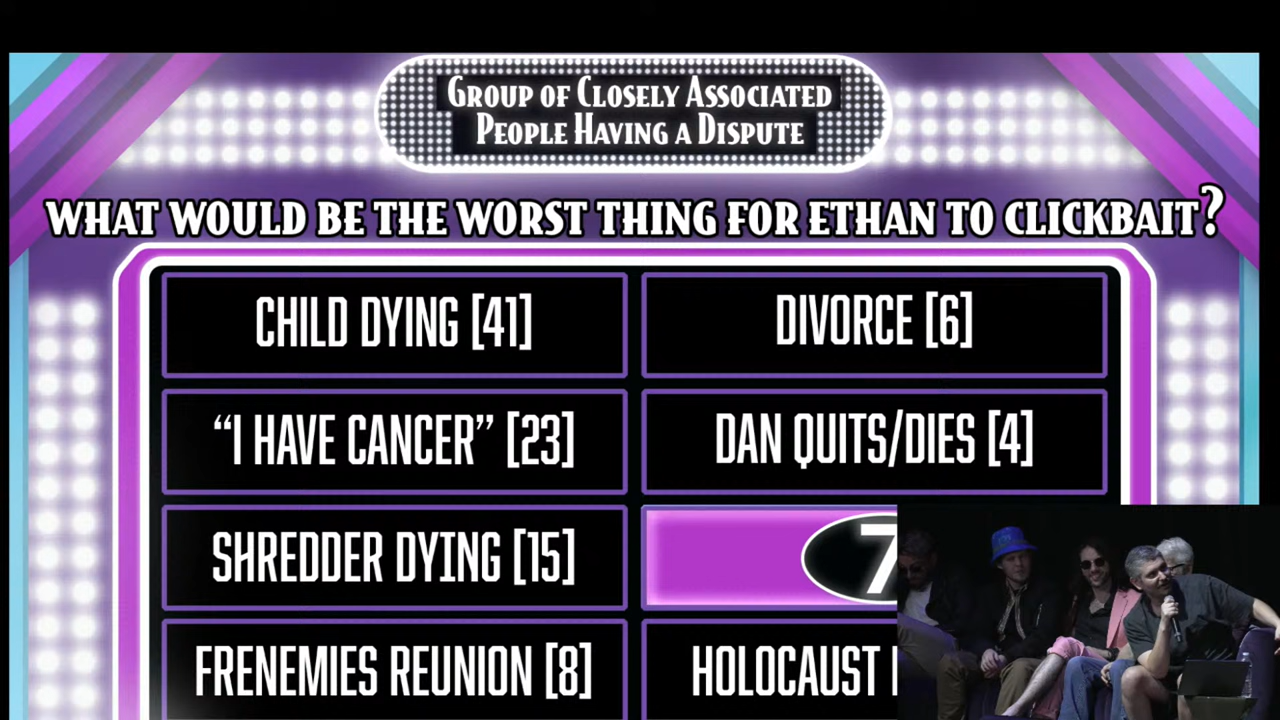 GROUP OF CLOSELY ASSOCIATED
PEOPLE HAVING A DISPUTE
WHAT WOULD BE THE WORST THING FOR ETHAN TO CLICKBAIT?
CHILD DYING [41]
"I HAVE CANCER" [23]
SHREDDER DYING [15]
FRENEMIES REUNION [8]
DIVORCE [6]
DAN QUITS/DIES [4]
7
HOLOCAUST